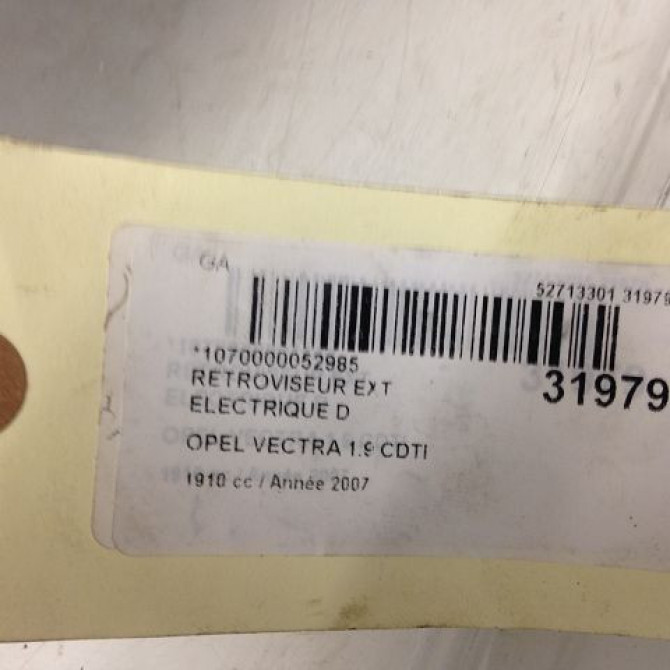 GA
52713301 31979
*1070000052985
RETROVISEUR EXT
31979
ELECTRIQUE D
OPEL VECTRA 1.9 CDTI
1910 cc / Année 2007